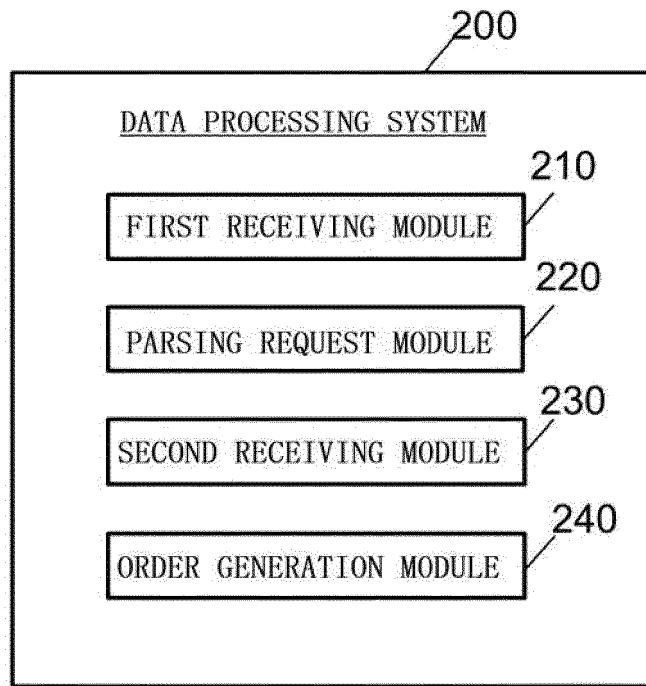 200
DATA PROCESSING SYSTEM
210
FIRST RECEIVING MODULE
220
PARSING REQUEST MODULE
230
SECOND RECEIVING MODULE
240
ORDER GENERATION MODULE